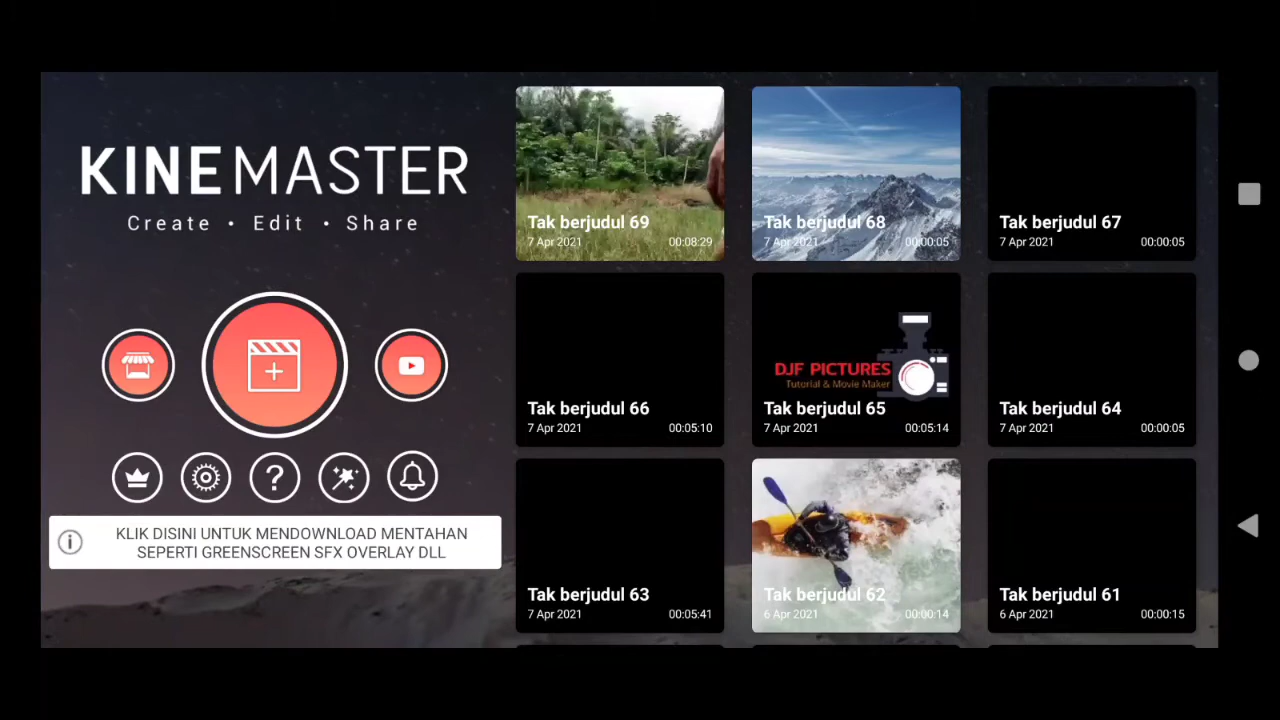 KINEMASTER
Create • Edit • Share
KLIK DISINI UNTUK MENDOWNLOAD MENTAHAN
SEPERTI GREENSCREEN SFX OVERLAY DLL
Tak berjudul 69
7 Apr 2021 00:08:29
Tak berjudul 68
7 Apr 2021 00:00:05
Tak berjudul 67
7 Apr 2021 00:00:05
Tak berjudul 66
7 Apr 2021 00:05:10
DJF PICTURES
Tutorial & Movie Maker
Tak berjudul 65
7 Apr 2021 00:05:14
Tak berjudul 64
7 Apr 2021 00:00:05
Tak berjudul 63
7 Apr 2021 00:05:41
Tak berjudul 62
6 Apr 2021 00:00:14
Tak berjudul 61
6 Apr 2021 00:00:15